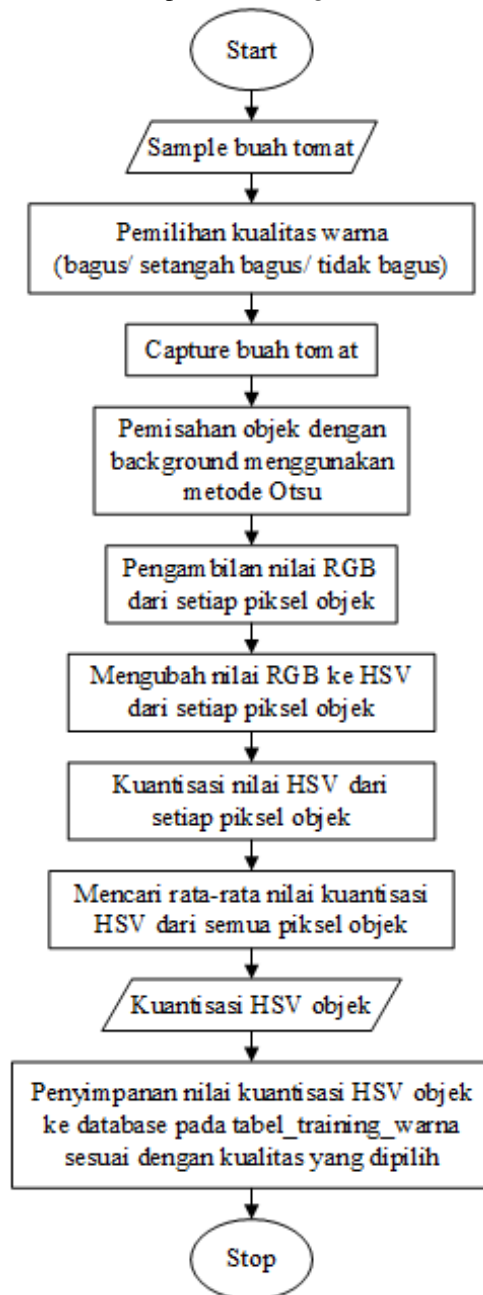 Start
Sample buah tomat
Pemilihan kualitas warna
(bagus/ setangah bagus/ tidak bagus)
Capture buah tomat
Pemisahan objek dengan
background menggunakan
metode Otsu
Pengambilan nilai RGB
dari setiap piksel objek
Mengubah nilai RGB ke HSV
dari setiap piksel objek
Kuantisasi nilai HSV dari
setiap piksel objek
Mencari rata-rata nilai kuantisasi
HSV dari semua piksel objek
Kuantisasi HSV objek
Penyimpanan nilai kuantisasi HSV objek
ke database pada tabel_training_warna
sesuai dengan kualitas yang dipilih
Stop